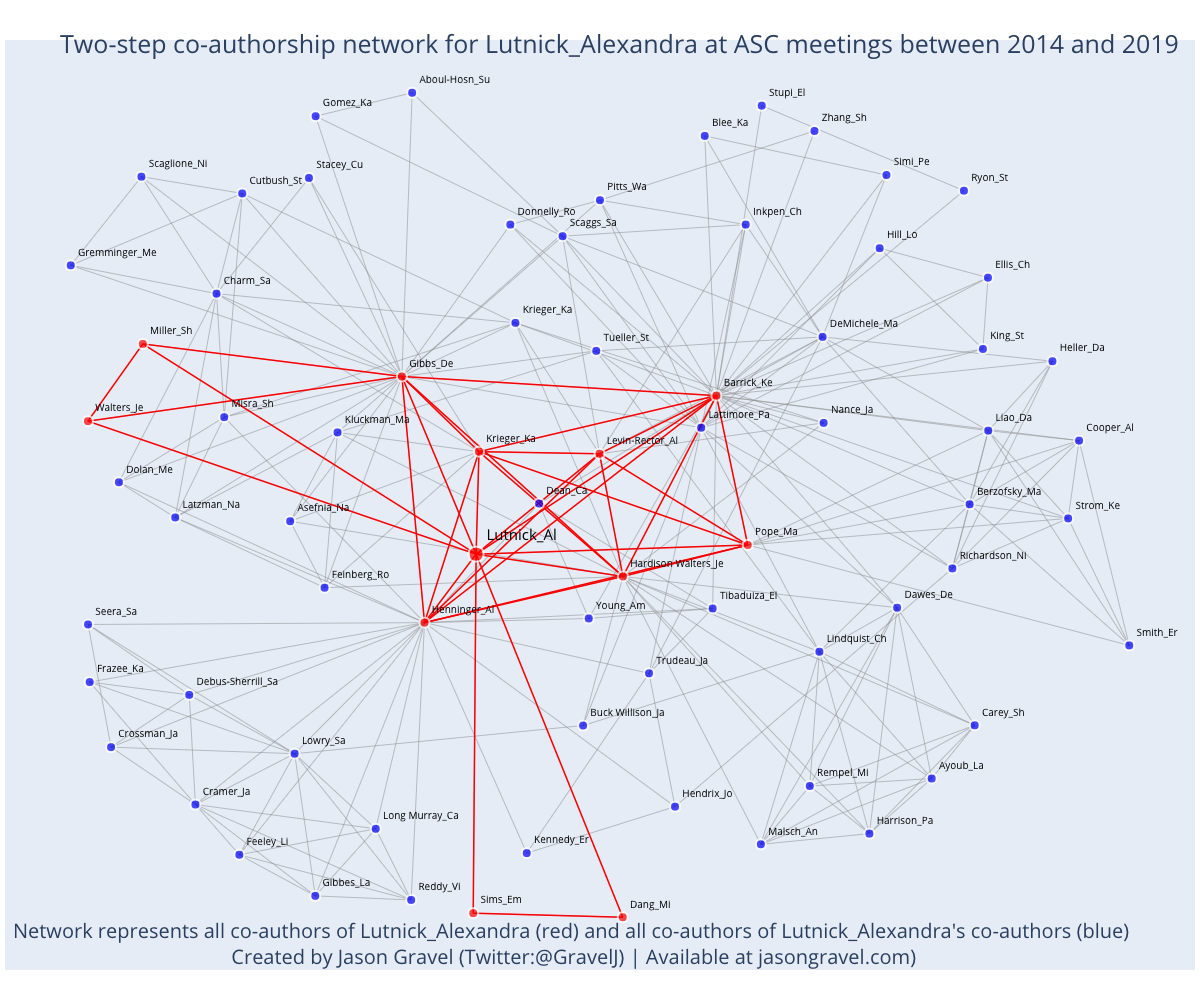 Two-step co-authorship network for Lutnick_Alexandra at ASC meetings between 2014 and 2019
Aboul-Hosn_Su
Gomez_Ka
Stupi_El
Zhang_Sh
Blee_Ka
Scaglione_Ni
Stacey_Cu
Simi_Pe
Cutbush_St
Ryon_St
Pitts_Wa
Donnelly_Ro
Inkpen_Ch
Scaggs_Sa
Hill_Lo
Gremminger_Me
Ellis_Ch
Charm_Sa
Krieger_Ka
DeMichele_Ma
Miller_Sh
Tueller_St
King_St
Heller_Da
Gibbs_De
Barrick_Ke
Walters_Je
Misra_Sh
Nance_Ja
Lattimore_Pa
Kluckman_Ma
Liao_Da
Cooper_Al
Krieger_Ka
Levin-Rector_Al
Dolan_Me
Dean_Ca
Berzofsky_Ma
Latzman_Na
Asefnia_Na
Strom_Ke
Lutnick_Al
Pope_Ma
Richardson_Ni
Hardison Walters_Je
Feinberg_Ro
Tibaduiza_El
Dawes_De
Young_Am
Seera_Sa
Henninger_Al
Smith_Er
Lindquist_Ch
Trudeau_Ja
Frazee_Ka
Debus-Sherrill_Sa
Buck Willison_Ja
Carey_Sh
Crossman_Ja
Lowry_Sa
Ayoub_La
Rempel_Mi
Cramer_Ja
Hendrix_Jo
Long Murray_Ca
Harrison_Pa
Malsch_An
Feeley_Li
Kennedy_Er
Gibbes_La
Reddy_Vi
Sims_Em
Dang_Mi
Network represents all co-authors of Lutnick_Alexandra (red) and all co-authors of Lutnick_Alexandra's co-authors (blue)
Created by Jason Gravel (Twitter:@GravelJ) | Available at jasongravel.com)